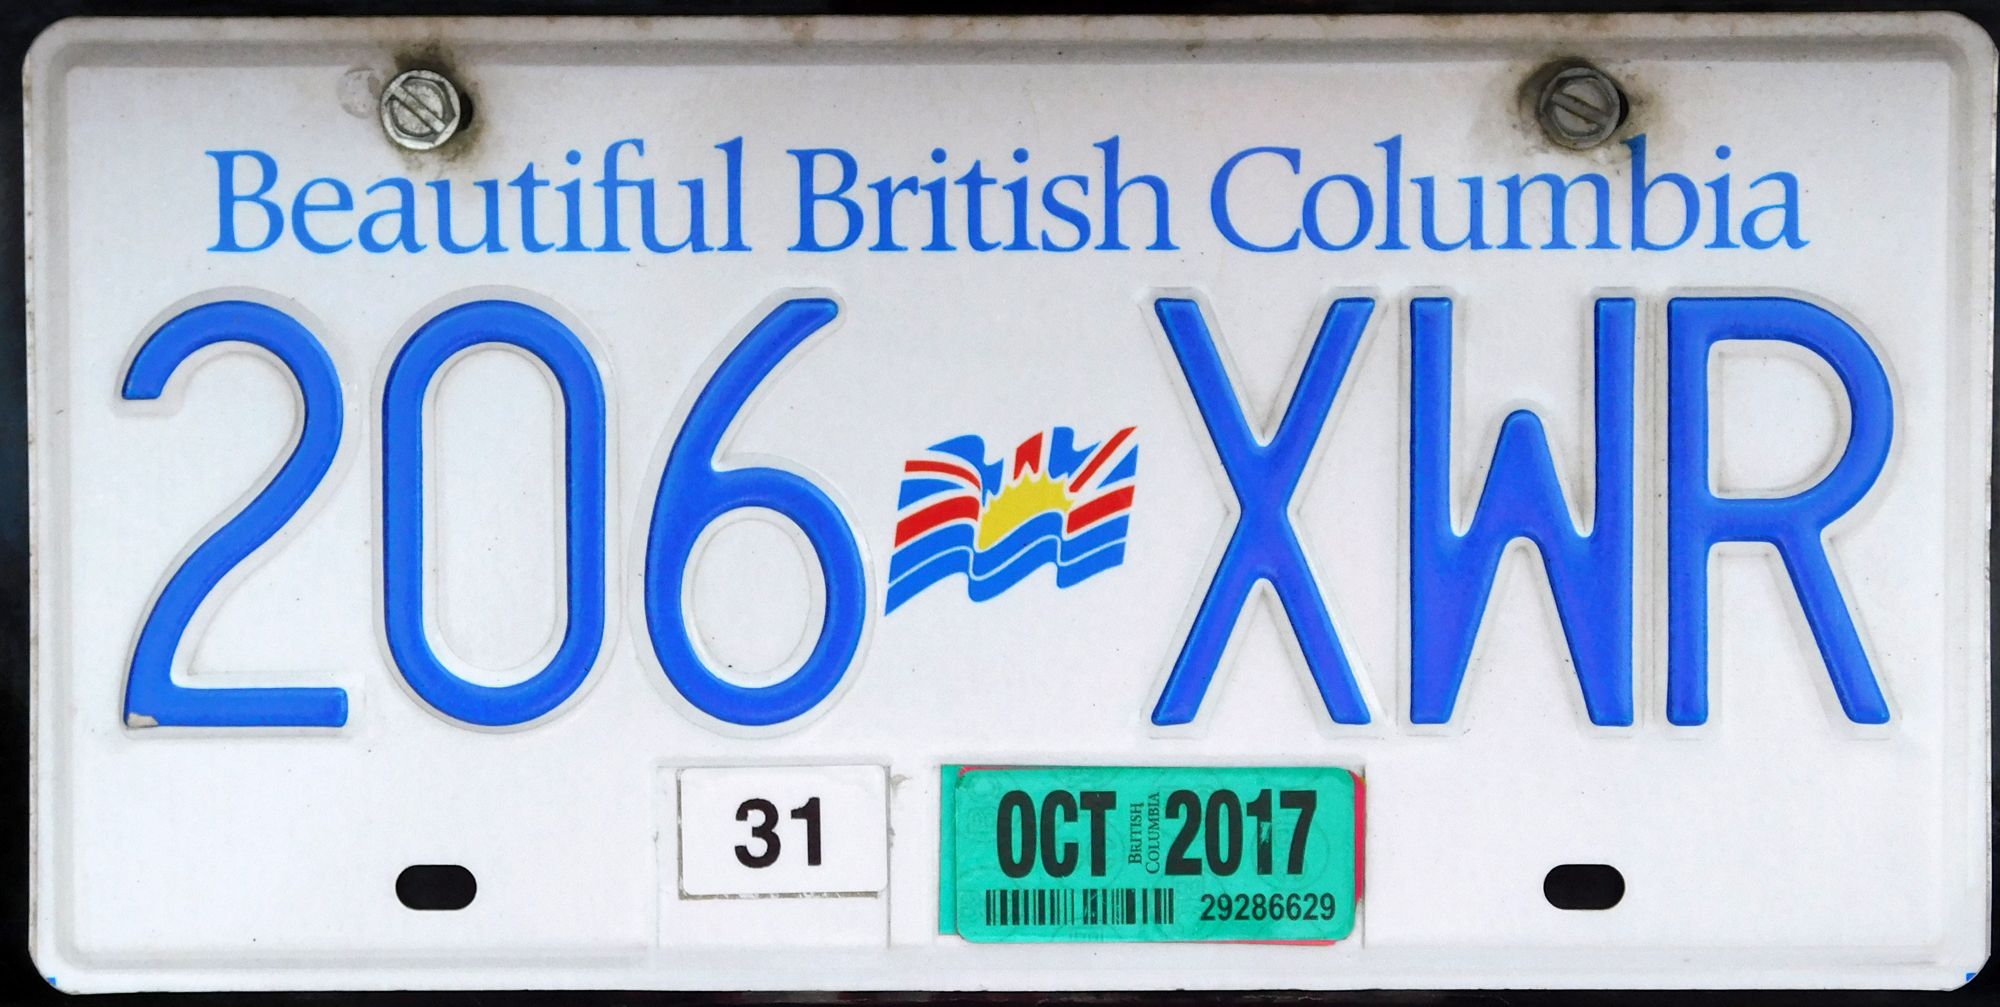 Beautiful British Columbia
206 XWR
31
OCT BRITISH COLUMBIA 2017
29286629